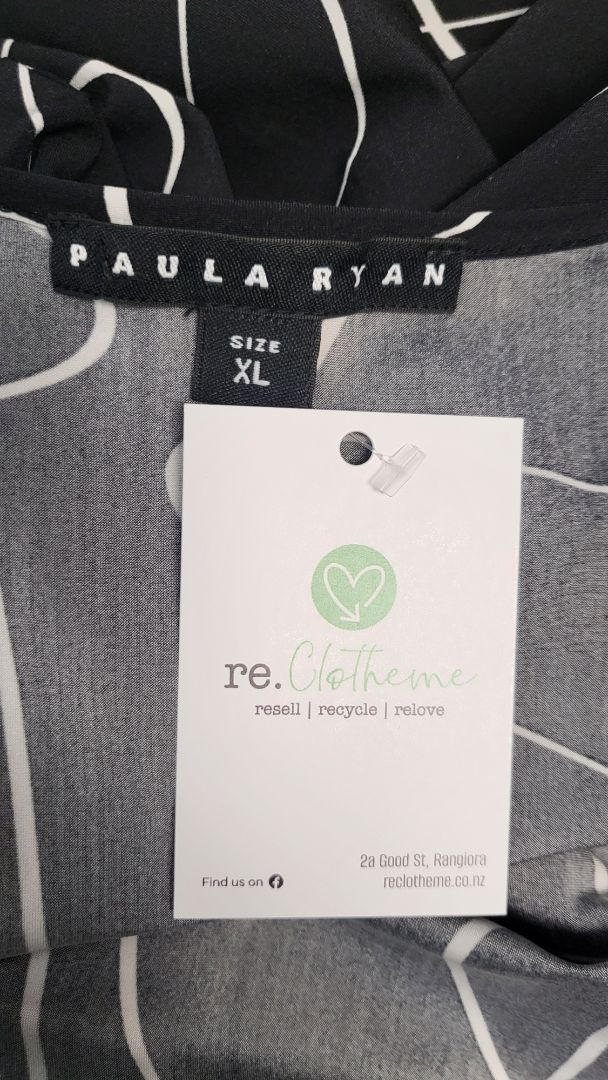 PAULA RYAN
SIZE
XL
re.Clotheme
resell | recycle | relove
2a Good St, Rangiora
Find us on
reclotheme.co.nz